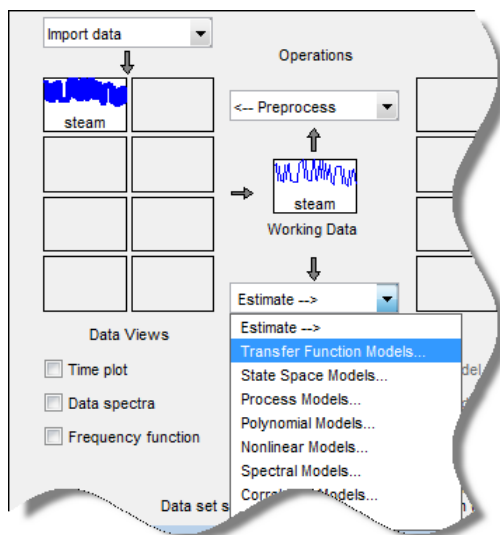 Import data
Operations
steam
<-- Preprocess
steam
Working Data
Estimate -->
Estimate -->
Transfer Function Models...
State Space Models...
Process Models...
Polynomial Models...
Nonlinear Models...
Spectral Models...
Models...
Data Views
Time plot
Data spectra
Frequency function
Data set